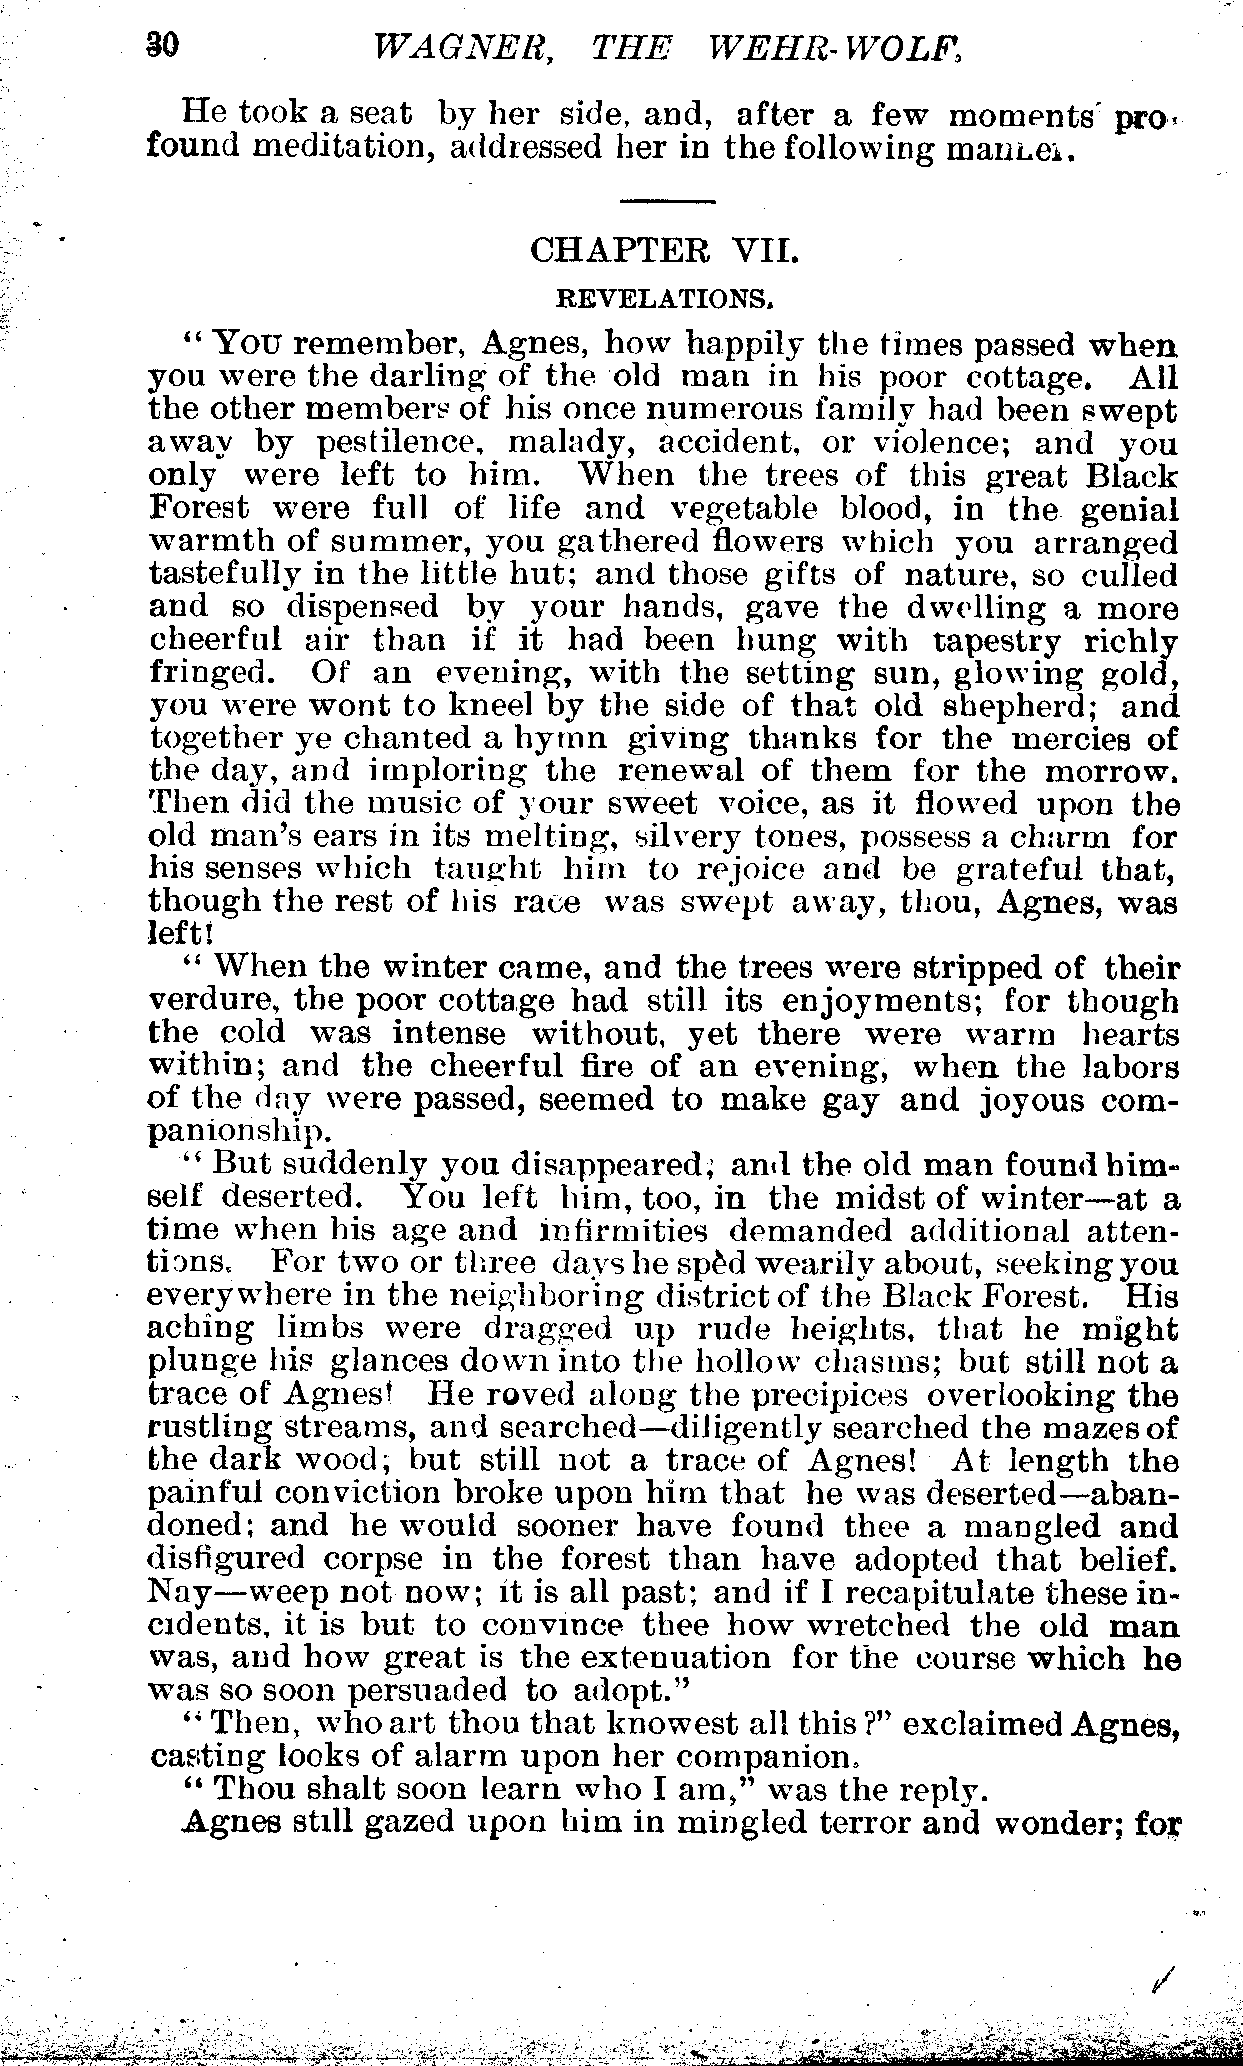 30 WAGNER, THE WEHR-WOLF,
He took a seat by her side, and, after a few moments' pro-
found meditation, addressed her in the following manner.
CHAPTER VII.
REVELATIONS.
"YOU remember, Agnes, how happily the times passed when
you were the darling of the old man in his poor cottage. All
the other members of his once numerous family had been swept
away by pestilence, malady, accident, or violence; and you
only were left to him. When the trees of this great Black
Forest were full of life and vegetable blood, in the genial
warmth of summer, you gathered flowers which you arranged
tastefully in the little hut; and those gifts of nature, so culled
and so dispensed by your hands, gave the dwelling a more
cheerful air than if it had been hung with tapestry richly
fringed. Of an evening, with the setting sun, glowing gold,
you were wont to kneel by the side of that old shepherd; and
together ye chanted a hymn giving thanks for the mercies of
the day, and imploring the renewal of them for the morrow.
Then did the music of your sweet voice, as it flowed upon the
old man's ears in its melting, silvery tones, possess a charm for
his senses which taught him to rejoice and be grateful that,
though the rest of his race was swept away, thou, Agnes, was
left!
"When the winter came, and the trees were stripped of their
verdure, the poor cottage had still its enjoyments; for though
the cold was intense without, yet there were warm hearts
within; and the cheerful fire of an evening, when the labors
of the day were passed, seemed to make gay and joyous com-
panionship.
"But suddenly you disappeared; and the old man found him-
self deserted. You left him, too, in the midst of winter—at a
time when his age and infirmities demanded additional atten-
tions. For two or three days he spèd wearily about, seeking you
everywhere in the neighboring district of the Black Forest. His
aching limbs were dragged up rude heights, that he might
plunge his glances down into the hollow chasms; but still not a
trace of Agnes! He roved along the precipices overlooking the
rustling streams, and searched—diligently searched the mazes of
the dark wood; but still not a trace of Agnes! At length the
painful conviction broke upon him that he was deserted—aban-
doned; and he would sooner have found thee a mangled and
disfigured corpse in the forest than have adopted that belief.
Nay—weep not now; it is all past; and if I recapitulate these in-
cidents, it is but to convince thee how wretched the old man
was, and how great is the extenuation for the course which he
was so soon persuaded to adopt."
"Then, who art thou that knowest all this?" exclaimed Agnes,
casting looks of alarm upon her companion.
"Thou shalt soon learn who I am," was the reply.
Agnes still gazed upon him in mingled terror and wonder; for